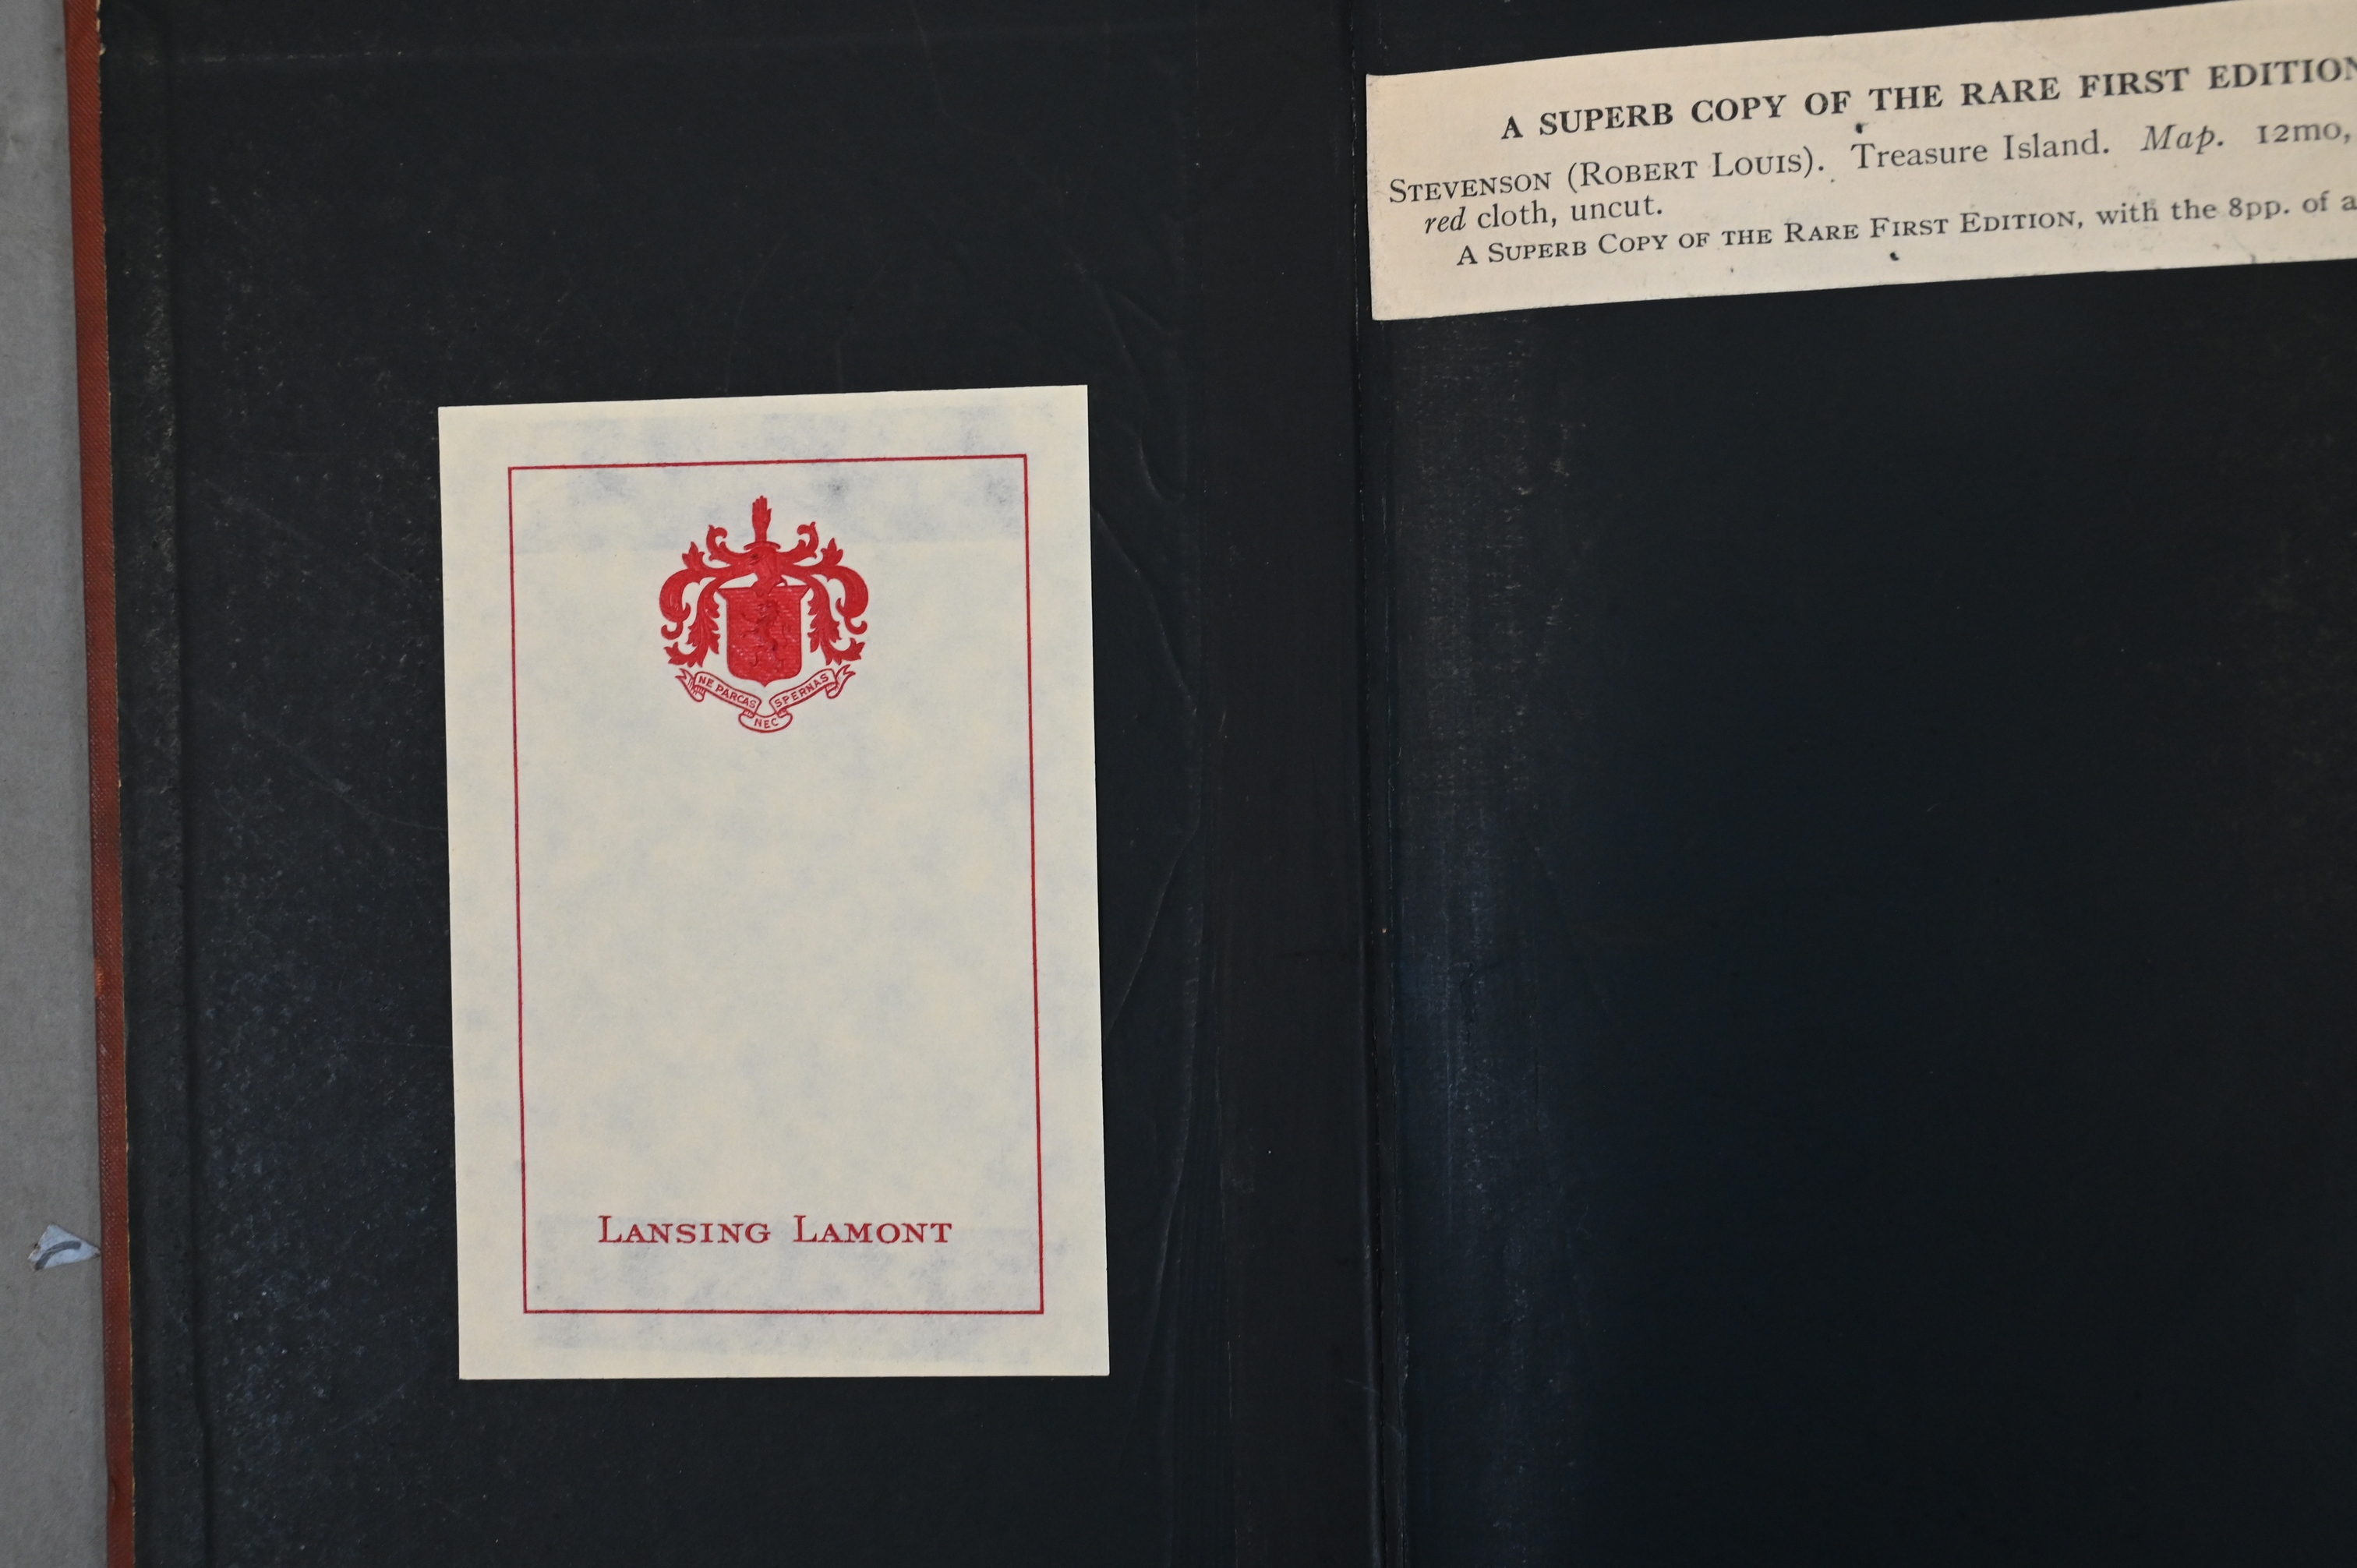 NE PARCAS NEC SPERNAS
LANSING LAMONT
A SUPERB COPY OF THE RARE FIRST EDITION
STEVENSON (ROBERT LOUIS). Treasure Island. Map. 12mo,
red cloth, uncut.
A SUPERB COPY OF THE RARE FIRST EDITION, with the 8pp. of a